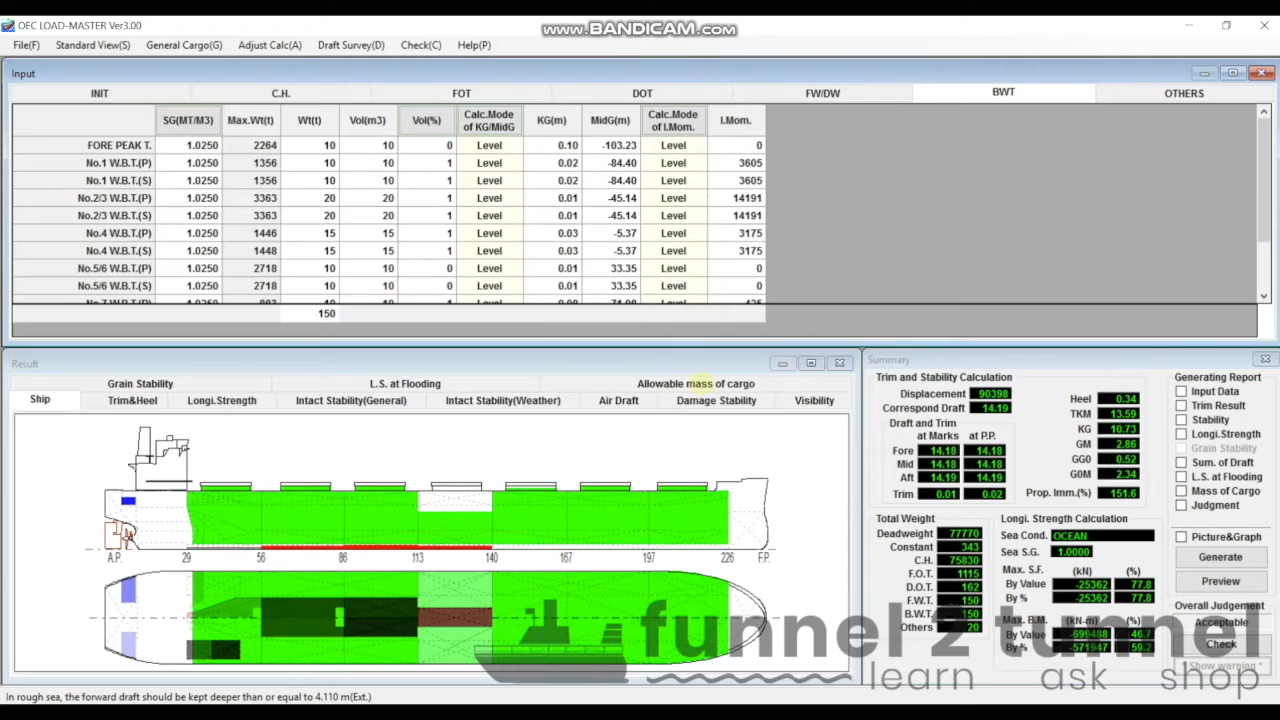 OEC LOAD-MASTER Ver3.00
www.BANDICAM.com
File(F) Standard View(S) General Cargo(G) Adjust Calc(A) Draft Survey(D) Check(C) Help(P)
Input
INIT C.H. FOT DOT FW/DW BWT OTHERS
SG(MT/M3) Max.Wt(t) Wt(t) Vol(m3) Vol(%) Calc.Mode of KG/MidG KG(m) MidG(m) Calc.Mode of I.Mom. I.Mom.
FORE PEAK T. 1.0250 2264 10 10 0 Level 0.10 -103.23 Level 0
No.1 W.B.T.(P) 1.0250 1356 10 10 1 Level 0.02 -84.40 Level 3605
No.1 W.B.T.(S) 1.0250 1356 10 10 1 Level 0.02 -84.40 Level 3605
No.2/3 W.B.T.(P) 1.0250 3363 20 20 1 Level 0.01 -45.14 Level 14191
No.2/3 W.B.T.(S) 1.0250 3363 20 20 1 Level 0.01 -45.14 Level 14191
No.4 W.B.T.(P) 1.0250 1446 15 15 1 Level 0.03 -5.37 Level 3175
No.4 W.B.T.(S) 1.0250 1448 15 15 1 Level 0.03 -5.37 Level 3175
No.5/6 W.B.T.(P) 1.0250 2718 10 10 0 Level 0.01 33.35 Level 0
No.5/6 W.B.T.(S) 1.0250 2718 10 10 0 Level 0.01 33.35 Level 0
150
Result
Grain Stability L.S. at Flooding Allowable mass of cargo
Ship Trim&Heel Longi.Strength Intact Stability(General) Intact Stability(Weather) Air Draft Damage Stability Visibility
A.P. 29 56 86 113 140 167 197 226 F.P.
Summary
Trim and Stability Calculation
Displacement 90398
Correspond Draft 14.19
Draft and Trim
at Marks at P.P.
Fore 14.18 14.18
Mid 14.18 14.18
Aft 14.19 14.19
Trim 0.01 0.02
Heel 0.34
TKM 13.59
KG 10.73
GM 2.86
GG0 0.52
G0M 2.34
Prop. Imm.(%) 151.6
Total Weight
Deadweight 77770
Constant 343
C.H. 75830
F.O.T. 1115
D.O.T. 162
F.W.T. 150
B.W.T. 150
Others 20
Longi. Strength Calculation
Sea Cond. OCEAN
Sea S.G. 1.0000
Max. S.F. (kN) (%)
By Value -25362 77.8
By % -25362 77.8
Max. B.M. (kN-m) (%)
By Value -699488 46.7
By % -571947 59.2
Generating Report
Input Data
Trim Result
Stability
Longi.Strength
Grain Stability
Sum. of Draft
L.S. at Flooding
Mass of Cargo
Judgment
Picture&Graph
Generate
Preview
Overall Judgement
Acceptable
Check
Show warning *
funnel 2 tunnel
learn ask shop
In rough sea, the forward draft should be kept deeper than or equal to 4.110 m(Ext.)